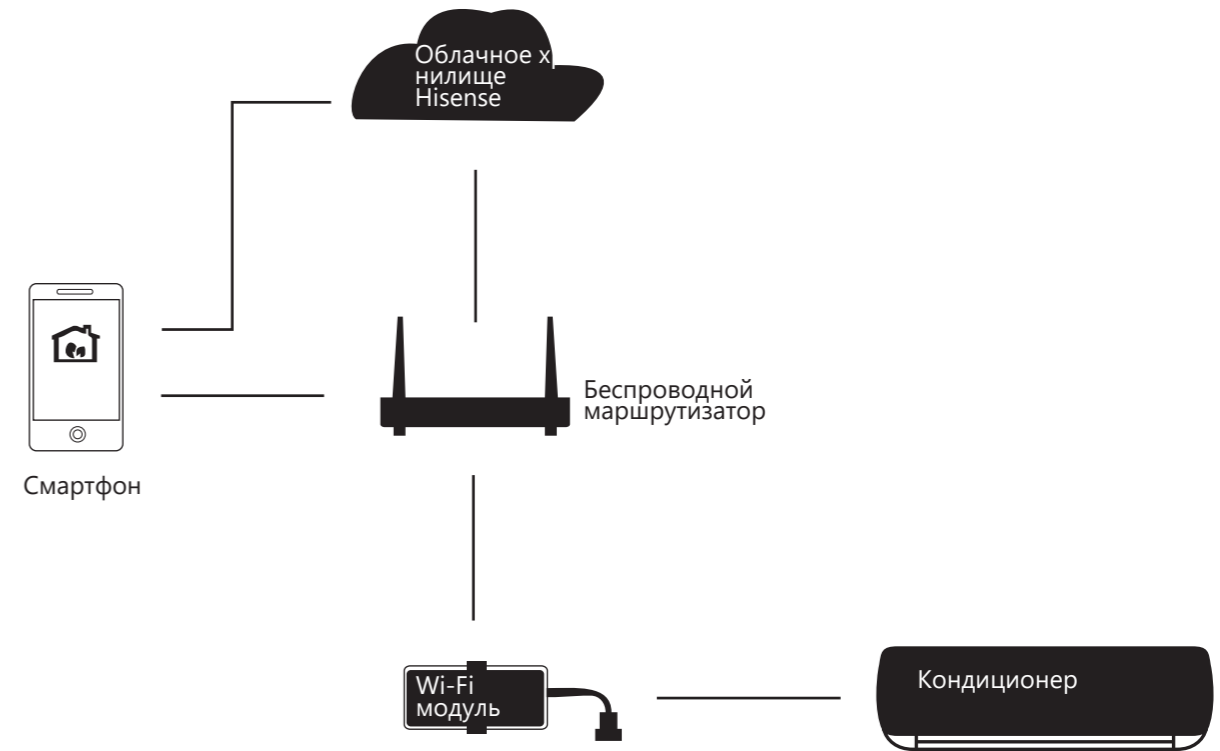 Облачное х
нилище
Hisense
Беспроводной
маршрутизатор
Смартфон
Wi-Fi
модуль
Кондиционер